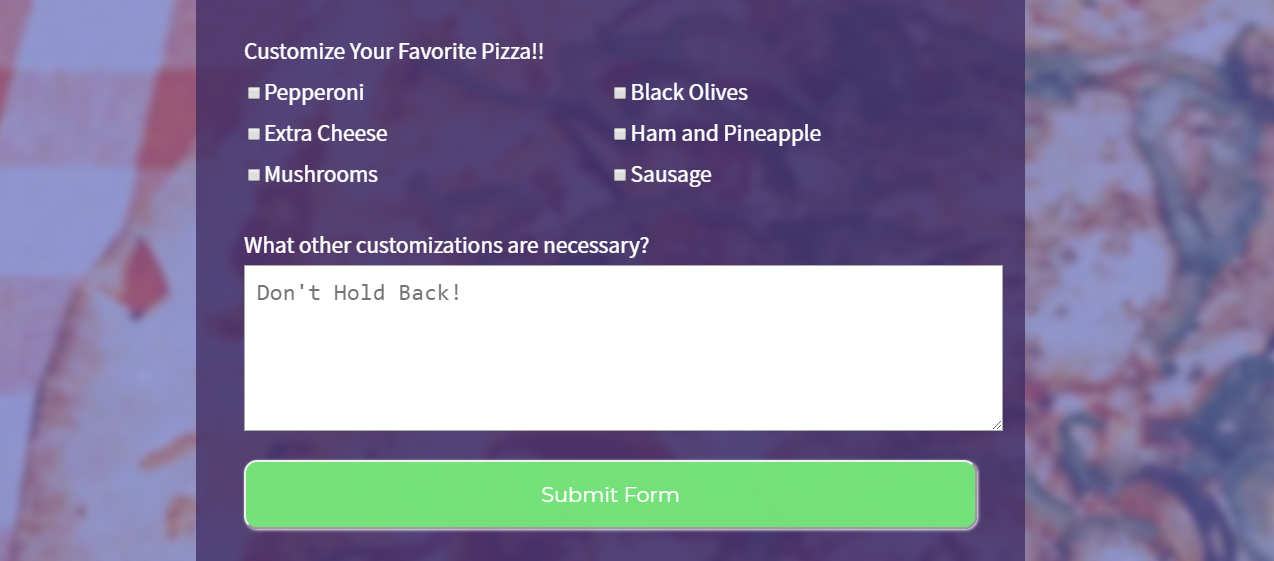 Customize Your Favorite Pizza!!
Pepperoni
Black Olives
Extra Cheese
Ham and Pineapple
Mushrooms
Sausage
What other customizations are necessary?
Don't Hold Back!
Submit Form